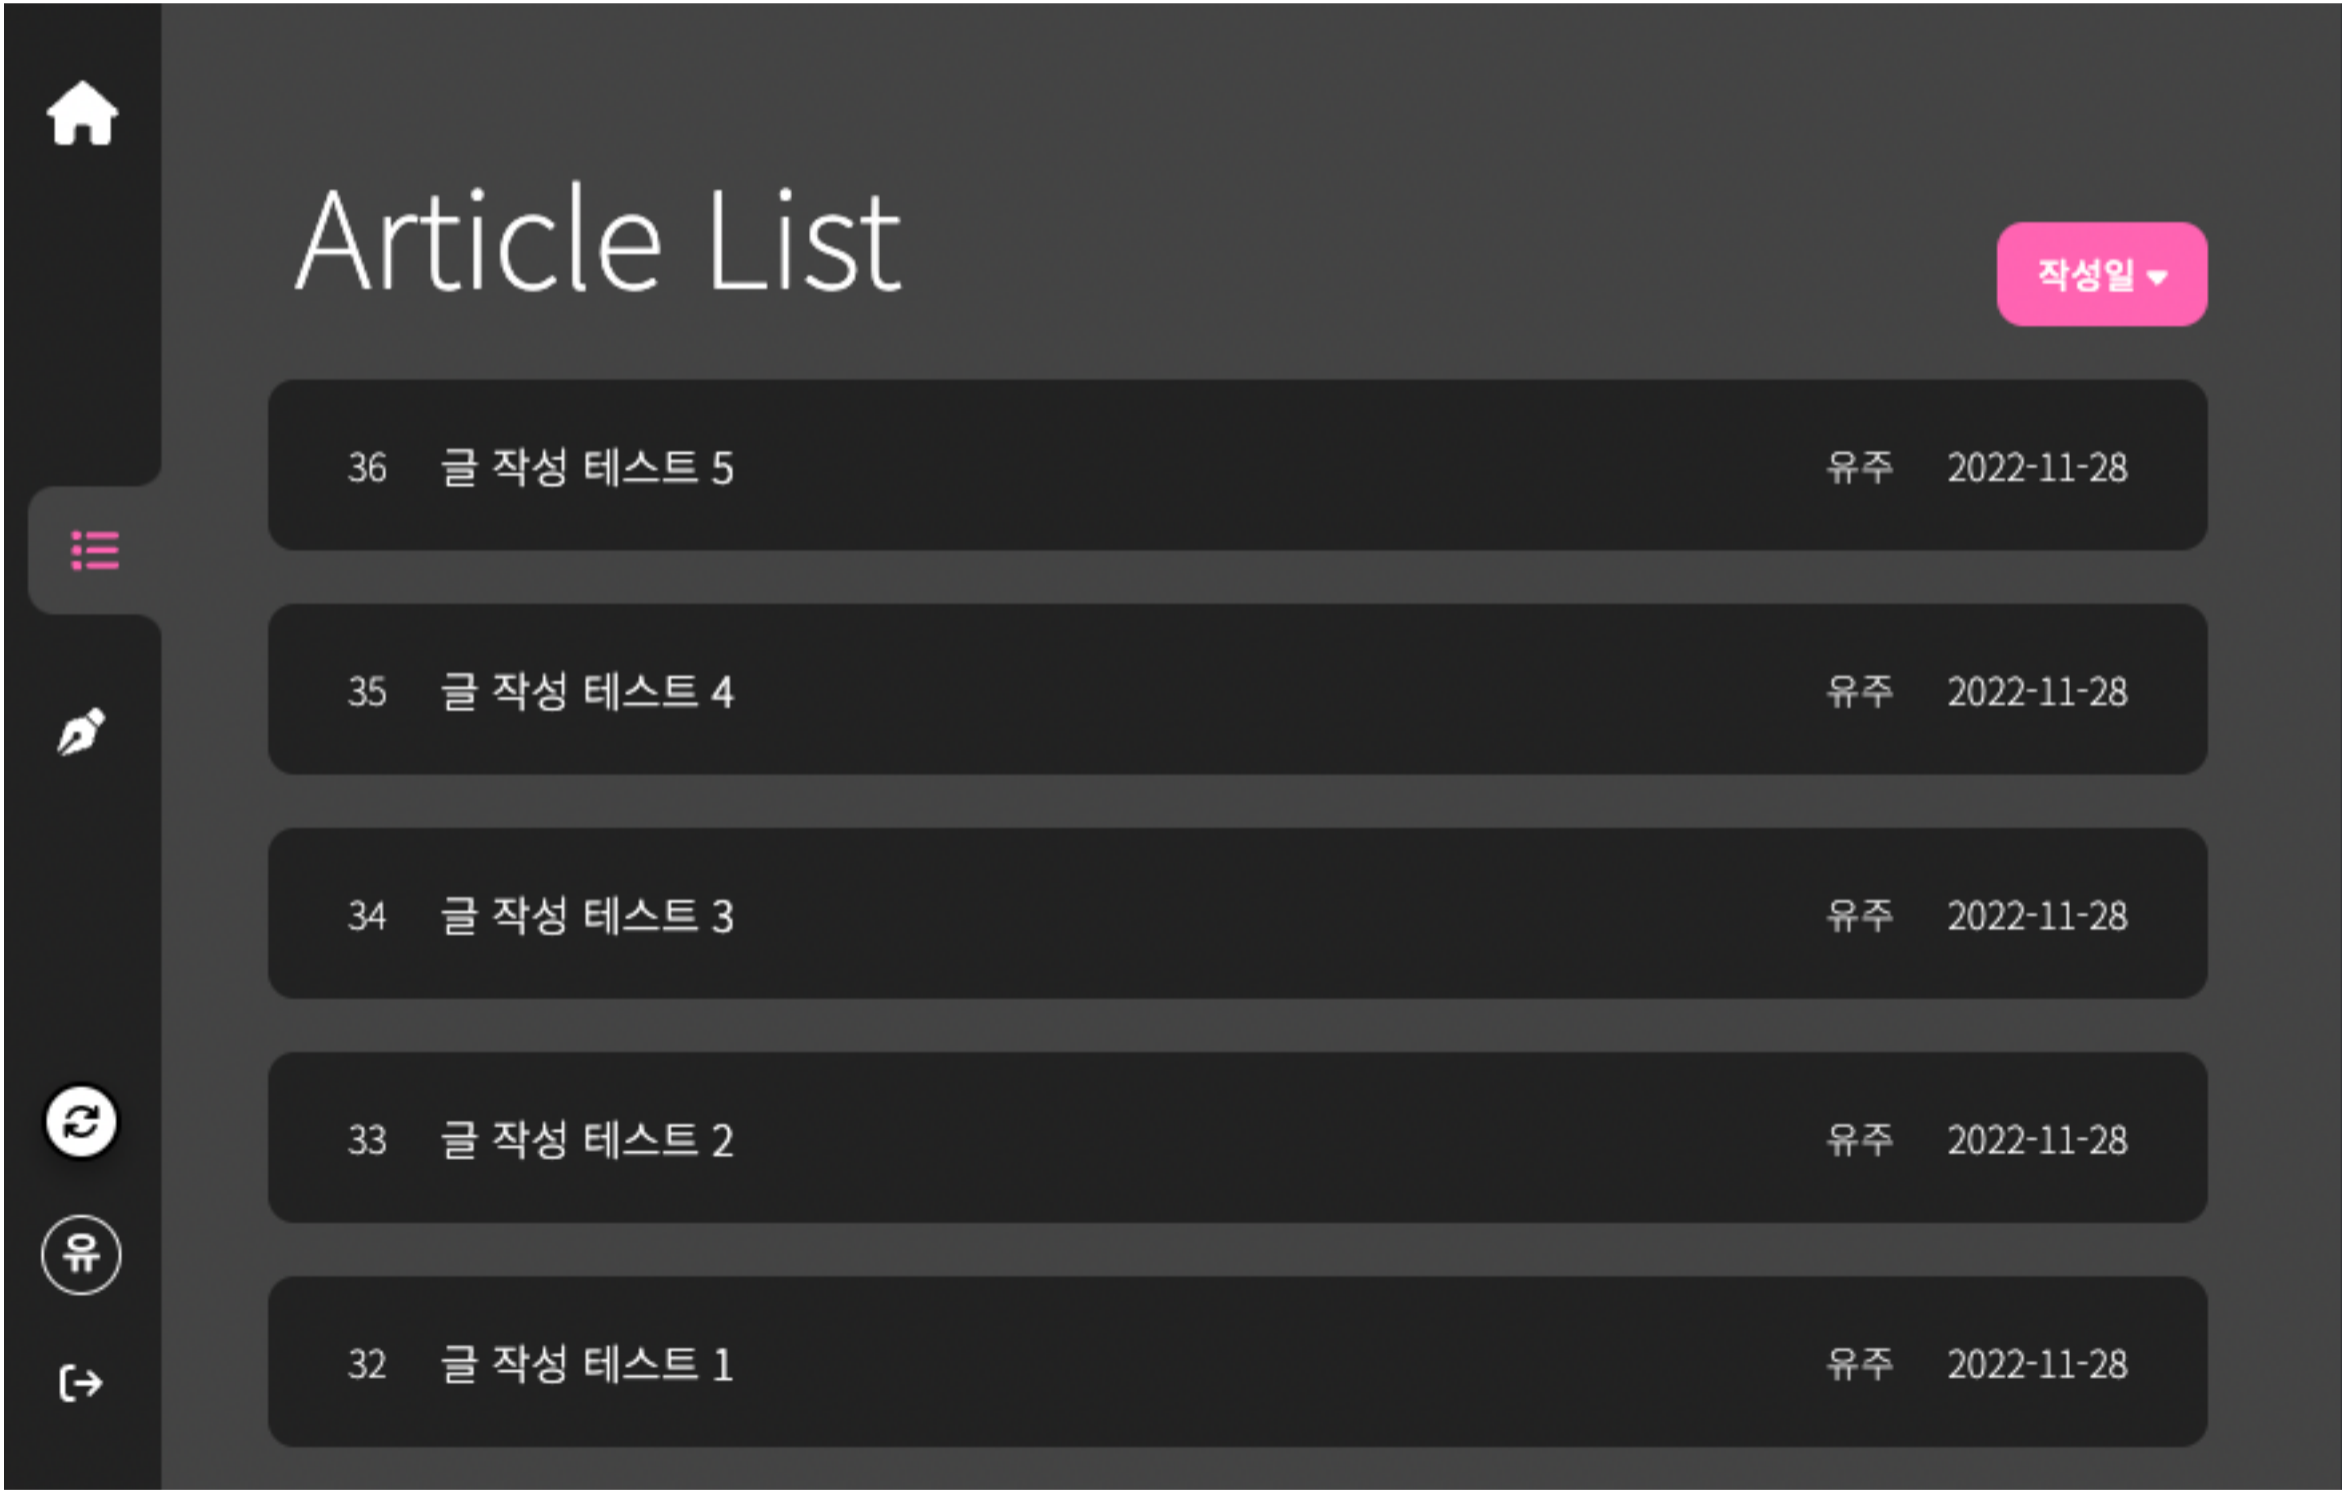 Article List
작성일
36 글 작성 테스트 5 유주 2022-11-28
35 글 작성 테스트 4 유주 2022-11-28
34 글 작성 테스트 3 유주 2022-11-28
33 글 작성 테스트 2 유주 2022-11-28
유
32 글 작성 테스트 1 유주 2022-11-28